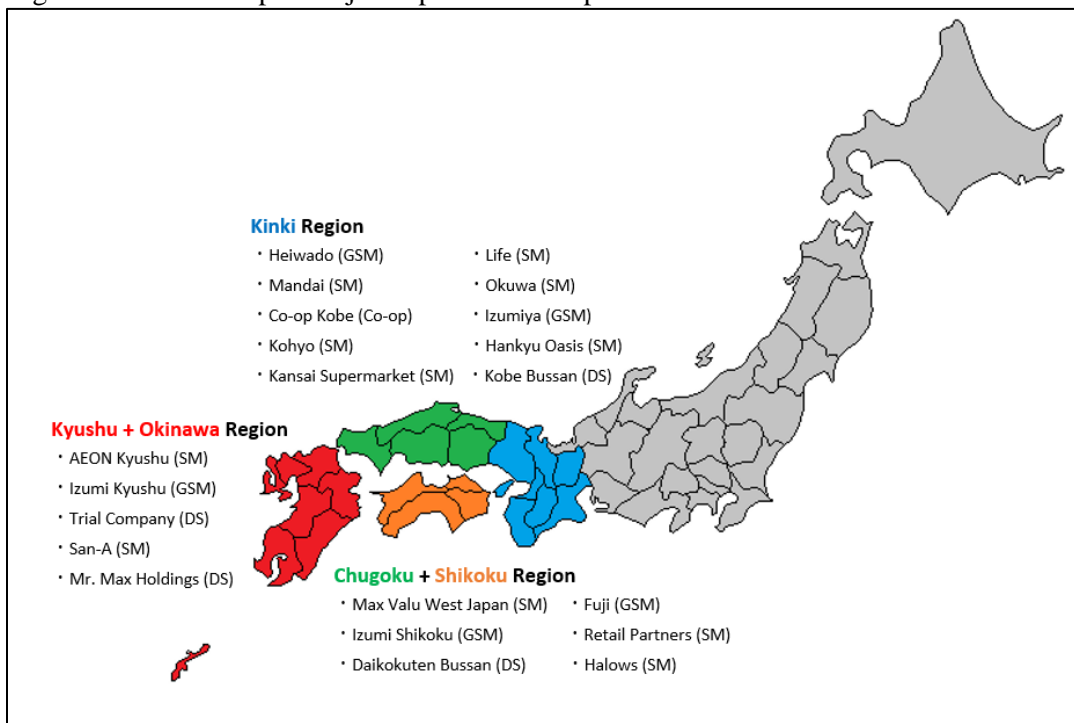 Kinki Region
・Heiwado (GSM)
・Mandai (SM)
・Co-op Kobe (Co-op)
・Kohyo (SM)
・Kansai Supermarket (SM)
・Life (SM)
・Okuwa (SM)
・Izumiya (GSM)
・Hankyu Oasis (SM)
・Kobe Bussan (DS)
Kyushu + Okinawa Region
・AEON Kyushu (SM)
・Izumi Kyushu (GSM)
・Trial Company (DS)
・San-A (SM)
・Mr. Max Holdings (DS)
Chugoku + Shikoku Region
・Max Valu West Japan (SM)
・Izumi Shikoku (GSM)
・Daikokuten Bussan (DS)
・Fuji (GSM)
・Retail Partners (SM)
・Halows (SM)